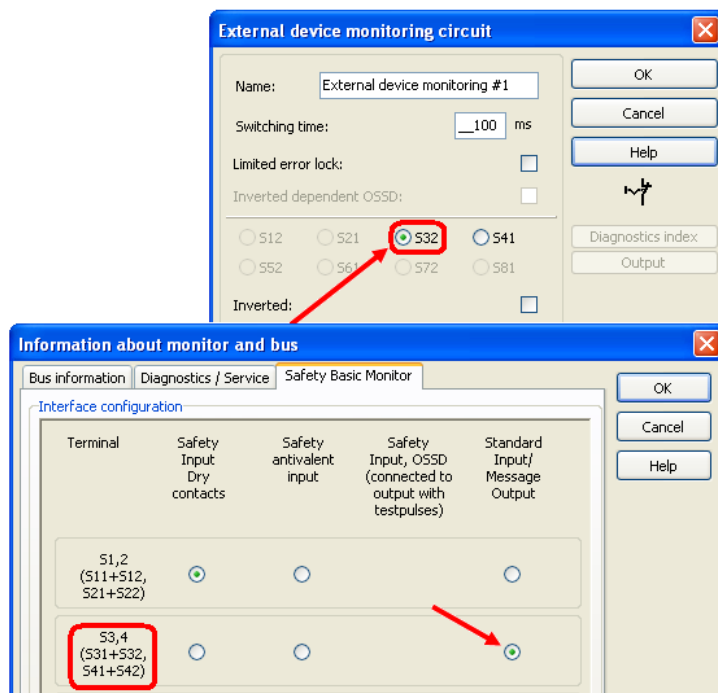 External device monitoring circuit
Name: External device monitoring #1
OK
Switching time: __100 ms
Cancel
Limited error lock:
Help
Inverted dependent OSSD:
S12 S21 S32 S41
Diagnostics index
S52 S61 S72 S81
Output
Inverted:
Information about monitor and bus
Bus information Diagnostics / Service Safety Basic Monitor
OK
Interface configuration
Cancel
Help
Terminal
Safety
Input
Dry
contacts
Safety
antivalent
input
Safety
Input, OSSD
(connected to
output with
testpulses)
Standard
Input/
Message
Output
S1,2
(S11+S12,
S21+S22)
S3,4
(S31+S32,
S41+S42)